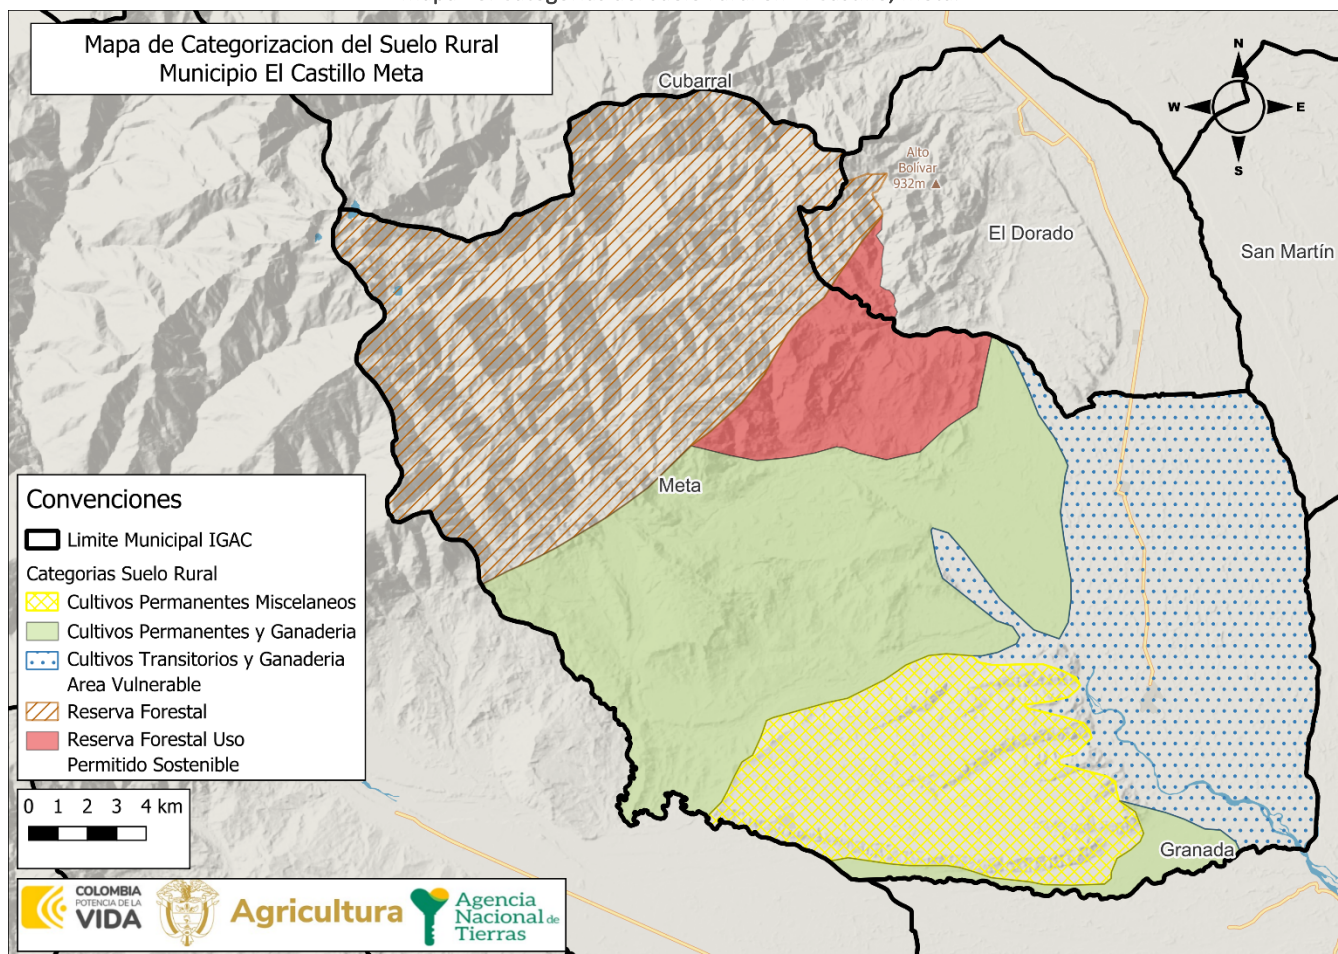 Mapa de Categorizacion del Suelo Rural
Municipio El Castillo Meta
Cubarral
N
W
E
S
Alto
Bolívar
932m
El Dorado
San Martín
Meta
Granada
Convenciones
Limite Municipal IGAC
Categorias Suelo Rural
Cultivos Permanentes Miscelaneos
Cultivos Permanentes y Ganaderia
Cultivos Transitorios y Ganaderia
Area Vulnerable
Reserva Forestal
Reserva Forestal Uso
Permitido Sostenible
0 1 2 3 4 km
COLOMBIA
POTENCIA DE LA
VIDA
Agricultura
Agencia
Nacional de
Tierras